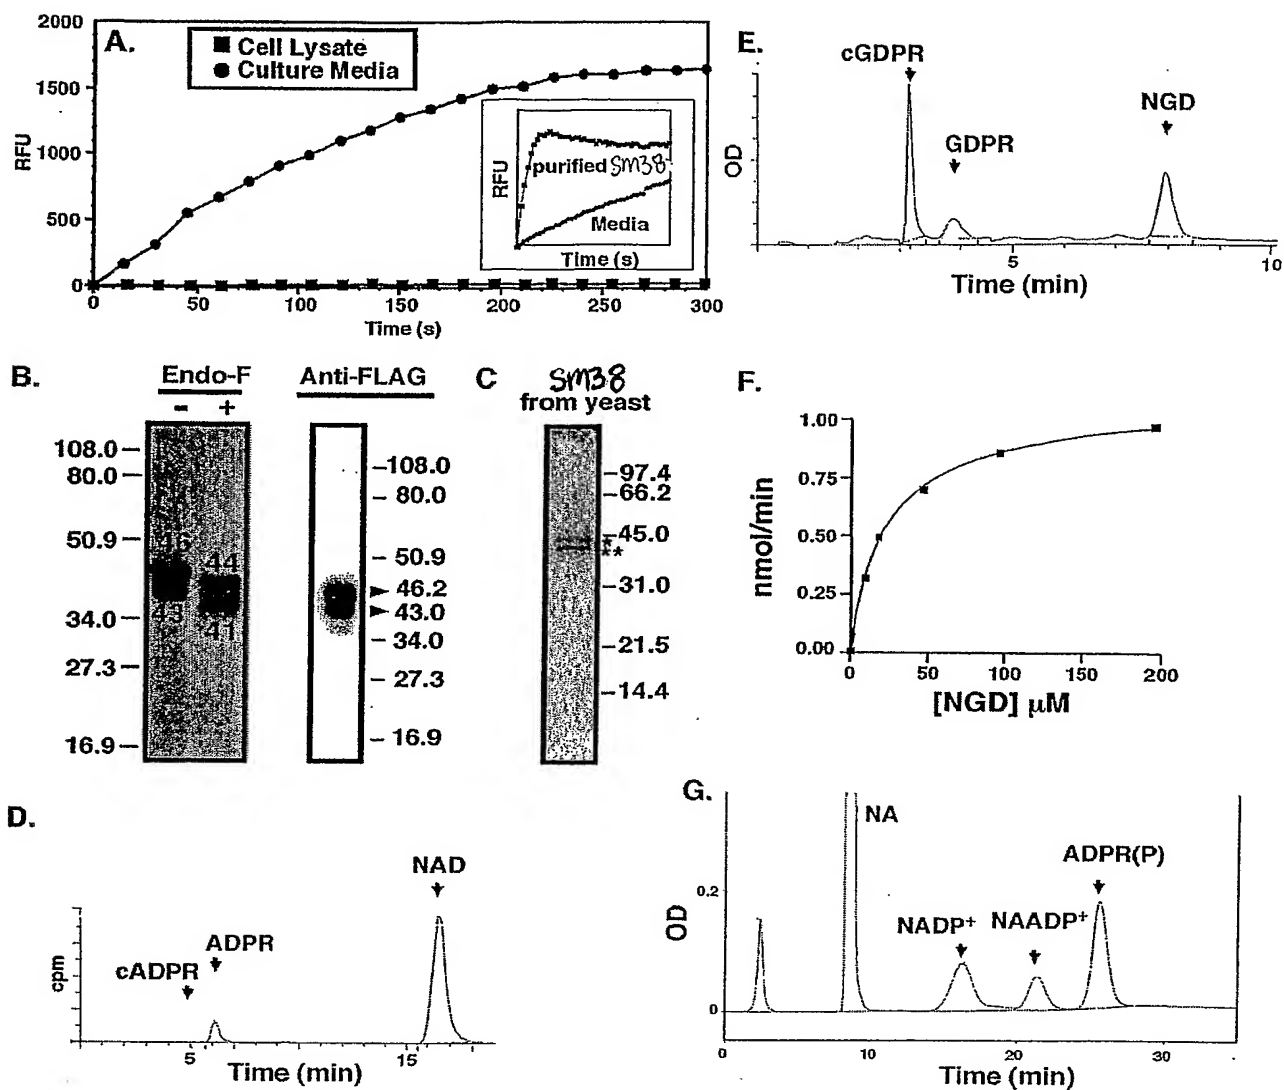 A.
2000
1500
1000
500
0
RFU
Cell Lysate
Culture Media
0 50 100 150 200 250 300
Time (s)
RFU
purified SM38
Media
Time (s)
E.
cGDPR
GDPR
NGD
OD
5 10
Time (min)
B.
Endo-F
- +
108.0
80.0
50.9
34.0
27.3
16.9
46
43
44
41
Anti-FLAG
108.0
80.0
50.9
46.2
43.0
34.0
27.3
16.9
C
SM38
from yeast
97.4
66.2
45.0
*
**
31.0
21.5
14.4
F.
1.00
0.75
0.50
0.25
0.00
nmol/min
0 50 100 150 200
[NGD] µM
D.
cADPR
ADPR
NAD
cpm
5 15
Time (min)
G.
NA
NADP+
NAADP+
ADPR(P)
0.2
0
OD
0 10 20 30
Time (min)